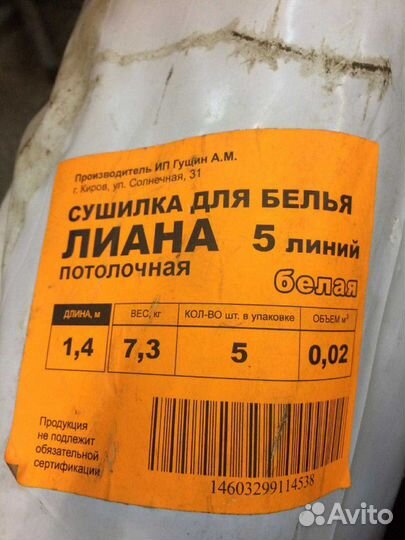 Производитель ИП Гущин А.М.
г. Киров, ул. Солнечная, 31
СУШИЛКА ДЛЯ БЕЛЬЯ
ЛИАНА 5 линий
потолочная
белая
ДЛИНА, м ВЕС, кг КОЛ-ВО шт. в упаковке ОБЪЕМ м³
1,4 7,3 5 0,02
Продукция
не подлежит
обязательной
сертификации
14603299114538
Avito